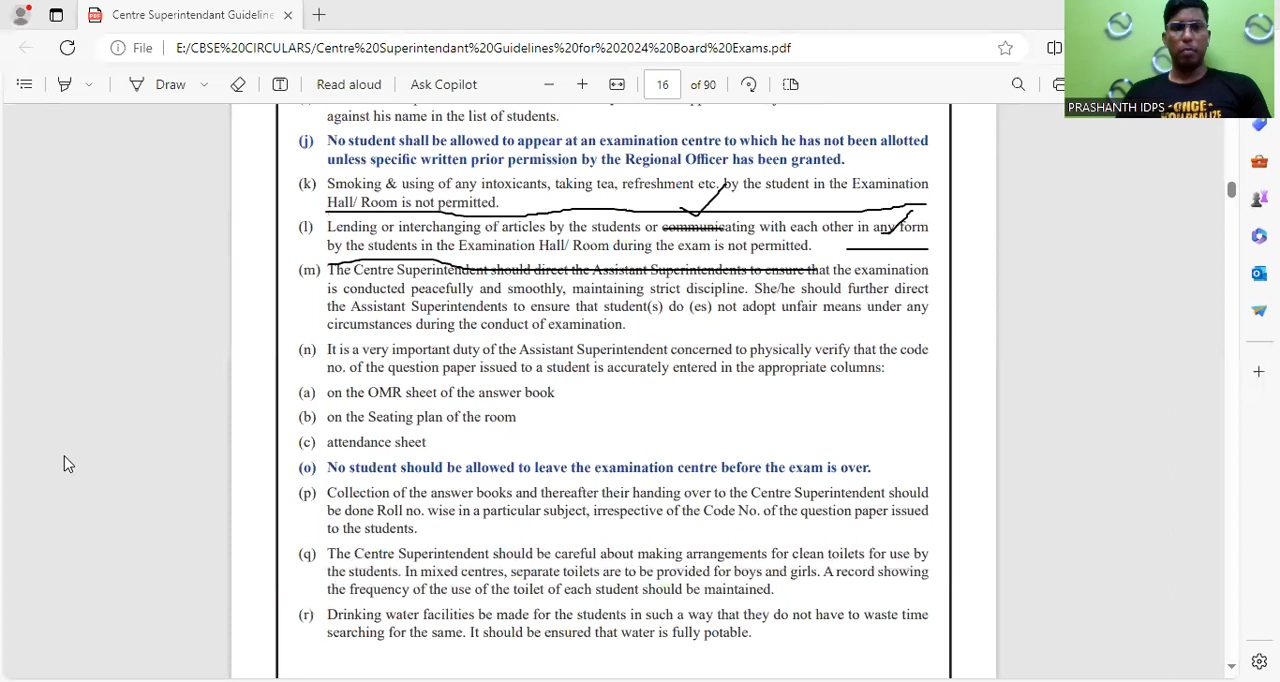 Centre Superintendant Guideline
File E:/CBSE%20CIRCULARS/Centre%20Superintendant%20Guidelines%20for%202024%20Board%20Exams.pdf
Draw Read aloud Ask Copilot 16 of 90
PRASHANTH IDPS
ONCE
against his name in the list of students.
(j) No student shall be allowed to appear at an examination centre to which he has not been allotted
unless specific written prior permission by the Regional Officer has been granted.
(k) Smoking & using of any intoxicants, taking tea, refreshment etc. by the student in the Examination
Hall/ Room is not permitted.
(l) Lending or interchanging of articles by the students or communicating with each other in any form
by the students in the Examination Hall/ Room during the exam is not permitted.
(m) The Centre Superintendent should direct the Assistant Superintendents to ensure that the examination
is conducted peacefully and smoothly, maintaining strict discipline. She/he should further direct
the Assistant Superintendents to ensure that student(s) do (es) not adopt unfair means under any
circumstances during the conduct of examination.
(n) It is a very important duty of the Assistant Superintendent concerned to physically verify that the code
no. of the question paper issued to a student is accurately entered in the appropriate columns:
(a) on the OMR sheet of the answer book
(b) on the Seating plan of the room
(c) attendance sheet
(o) No student should be allowed to leave the examination centre before the exam is over.
(p) Collection of the answer books and thereafter their handing over to the Centre Superintendent should
be done Roll no. wise in a particular subject, irrespective of the Code No. of the question paper issued
to the students.
(q) The Centre Superintendent should be careful about making arrangements for clean toilets for use by
the students. In mixed centres, separate toilets are to be provided for boys and girls. A record showing
the frequency of the use of the toilet of each student should be maintained.
(r) Drinking water facilities be made for the students in such a way that they do not have to waste time
searching for the same. It should be ensured that water is fully potable.